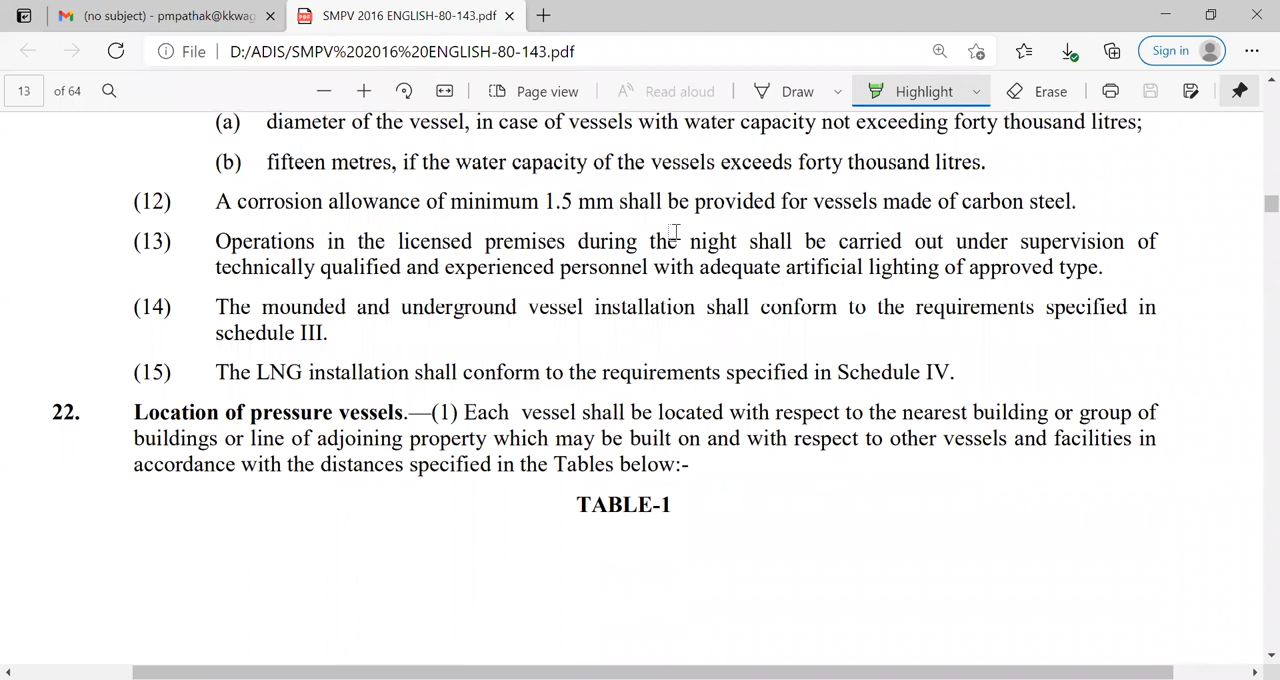 (no subject) - pmpathak@kkwag
SMPV 2016 ENGLISH-80-143.pdf
File
D:/ADIS/SMPV%202016%20ENGLISH-80-143.pdf
Sign in
13 of 64
Page view
Read aloud
Draw
Highlight
Erase
(a) diameter of the vessel, in case of vessels with water capacity not exceeding forty thousand litres;
(b) fifteen metres, if the water capacity of the vessels exceeds forty thousand litres.
(12) A corrosion allowance of minimum 1.5 mm shall be provided for vessels made of carbon steel.
(13) Operations in the licensed premises during the night shall be carried out under supervision of
technically qualified and experienced personnel with adequate artificial lighting of approved type.
(14) The mounded and underground vessel installation shall conform to the requirements specified in
schedule III.
(15) The LNG installation shall conform to the requirements specified in Schedule IV.
22. Location of pressure vessels.—(1) Each vessel shall be located with respect to the nearest building or group of
buildings or line of adjoining property which may be built on and with respect to other vessels and facilities in
accordance with the distances specified in the Tables below:-
TABLE-1